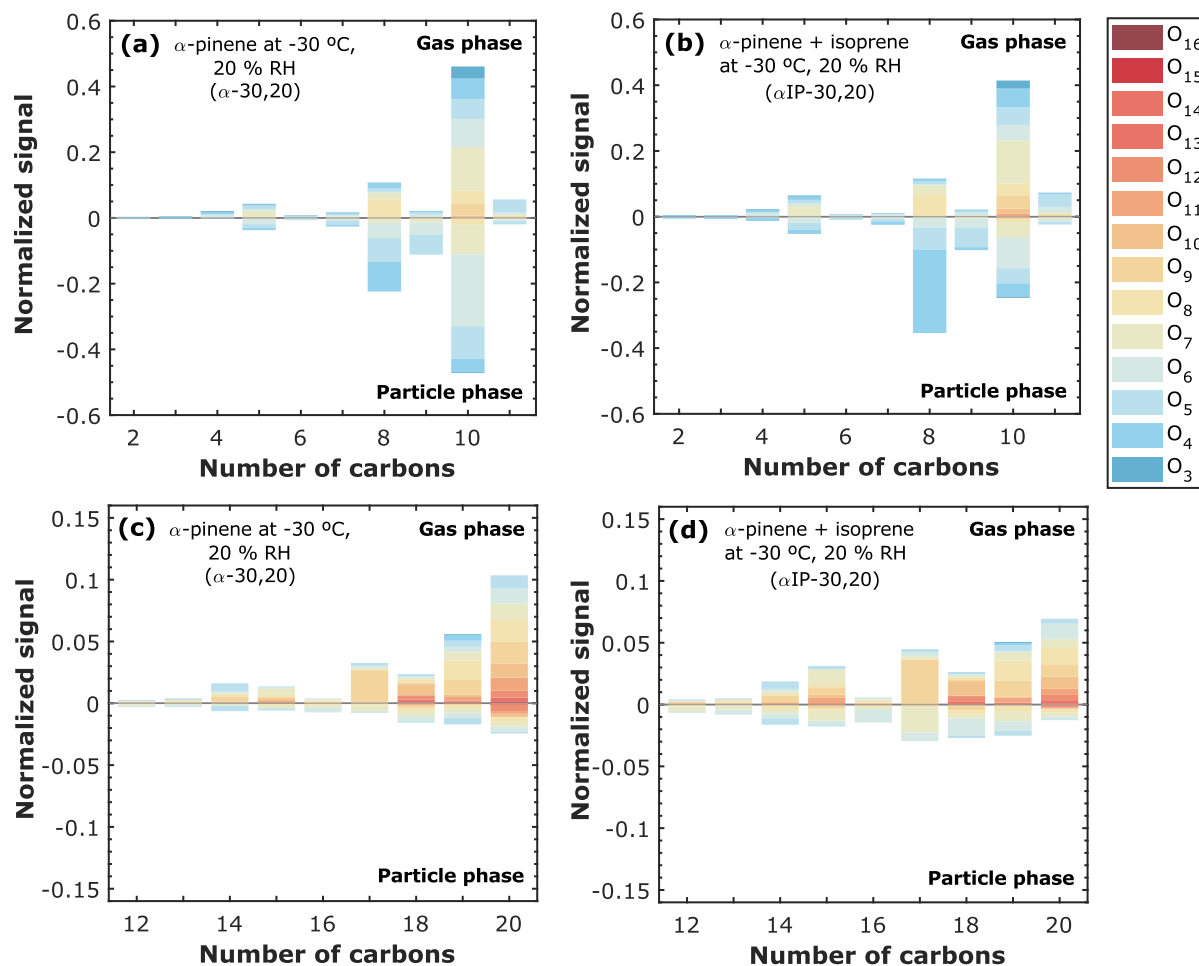 (a) α-pinene at -30 ºC,
20 % RH
(α-30,20)
Gas phase
Particle phase
Normalized signal
0.6
0.4
0.2
0
-0.2
-0.4
-0.6
2 4 6 8 10
Number of carbons
(b) α-pinene + isoprene
at -30 ºC, 20 % RH
(αIP-30,20)
Gas phase
Particle phase
Normalized signal
0.6
0.4
0.2
0
-0.2
-0.4
-0.6
2 4 6 8 10
Number of carbons
O16
O15
O14
O13
O12
O11
O10
O9
O8
O7
O6
O5
O4
O3
(c) α-pinene at -30 ºC,
20 % RH
(α-30,20)
Gas phase
Particle phase
Normalized signal
0.15
0.1
0.05
0
-0.05
-0.1
-0.15
12 14 16 18 20
Number of carbons
(d) α-pinene + isoprene
at -30 ºC, 20 % RH
(αIP-30,20)
Gas phase
Particle phase
Normalized signal
0.15
0.1
0.05
0
-0.05
-0.1
-0.15
12 14 16 18 20
Number of carbons